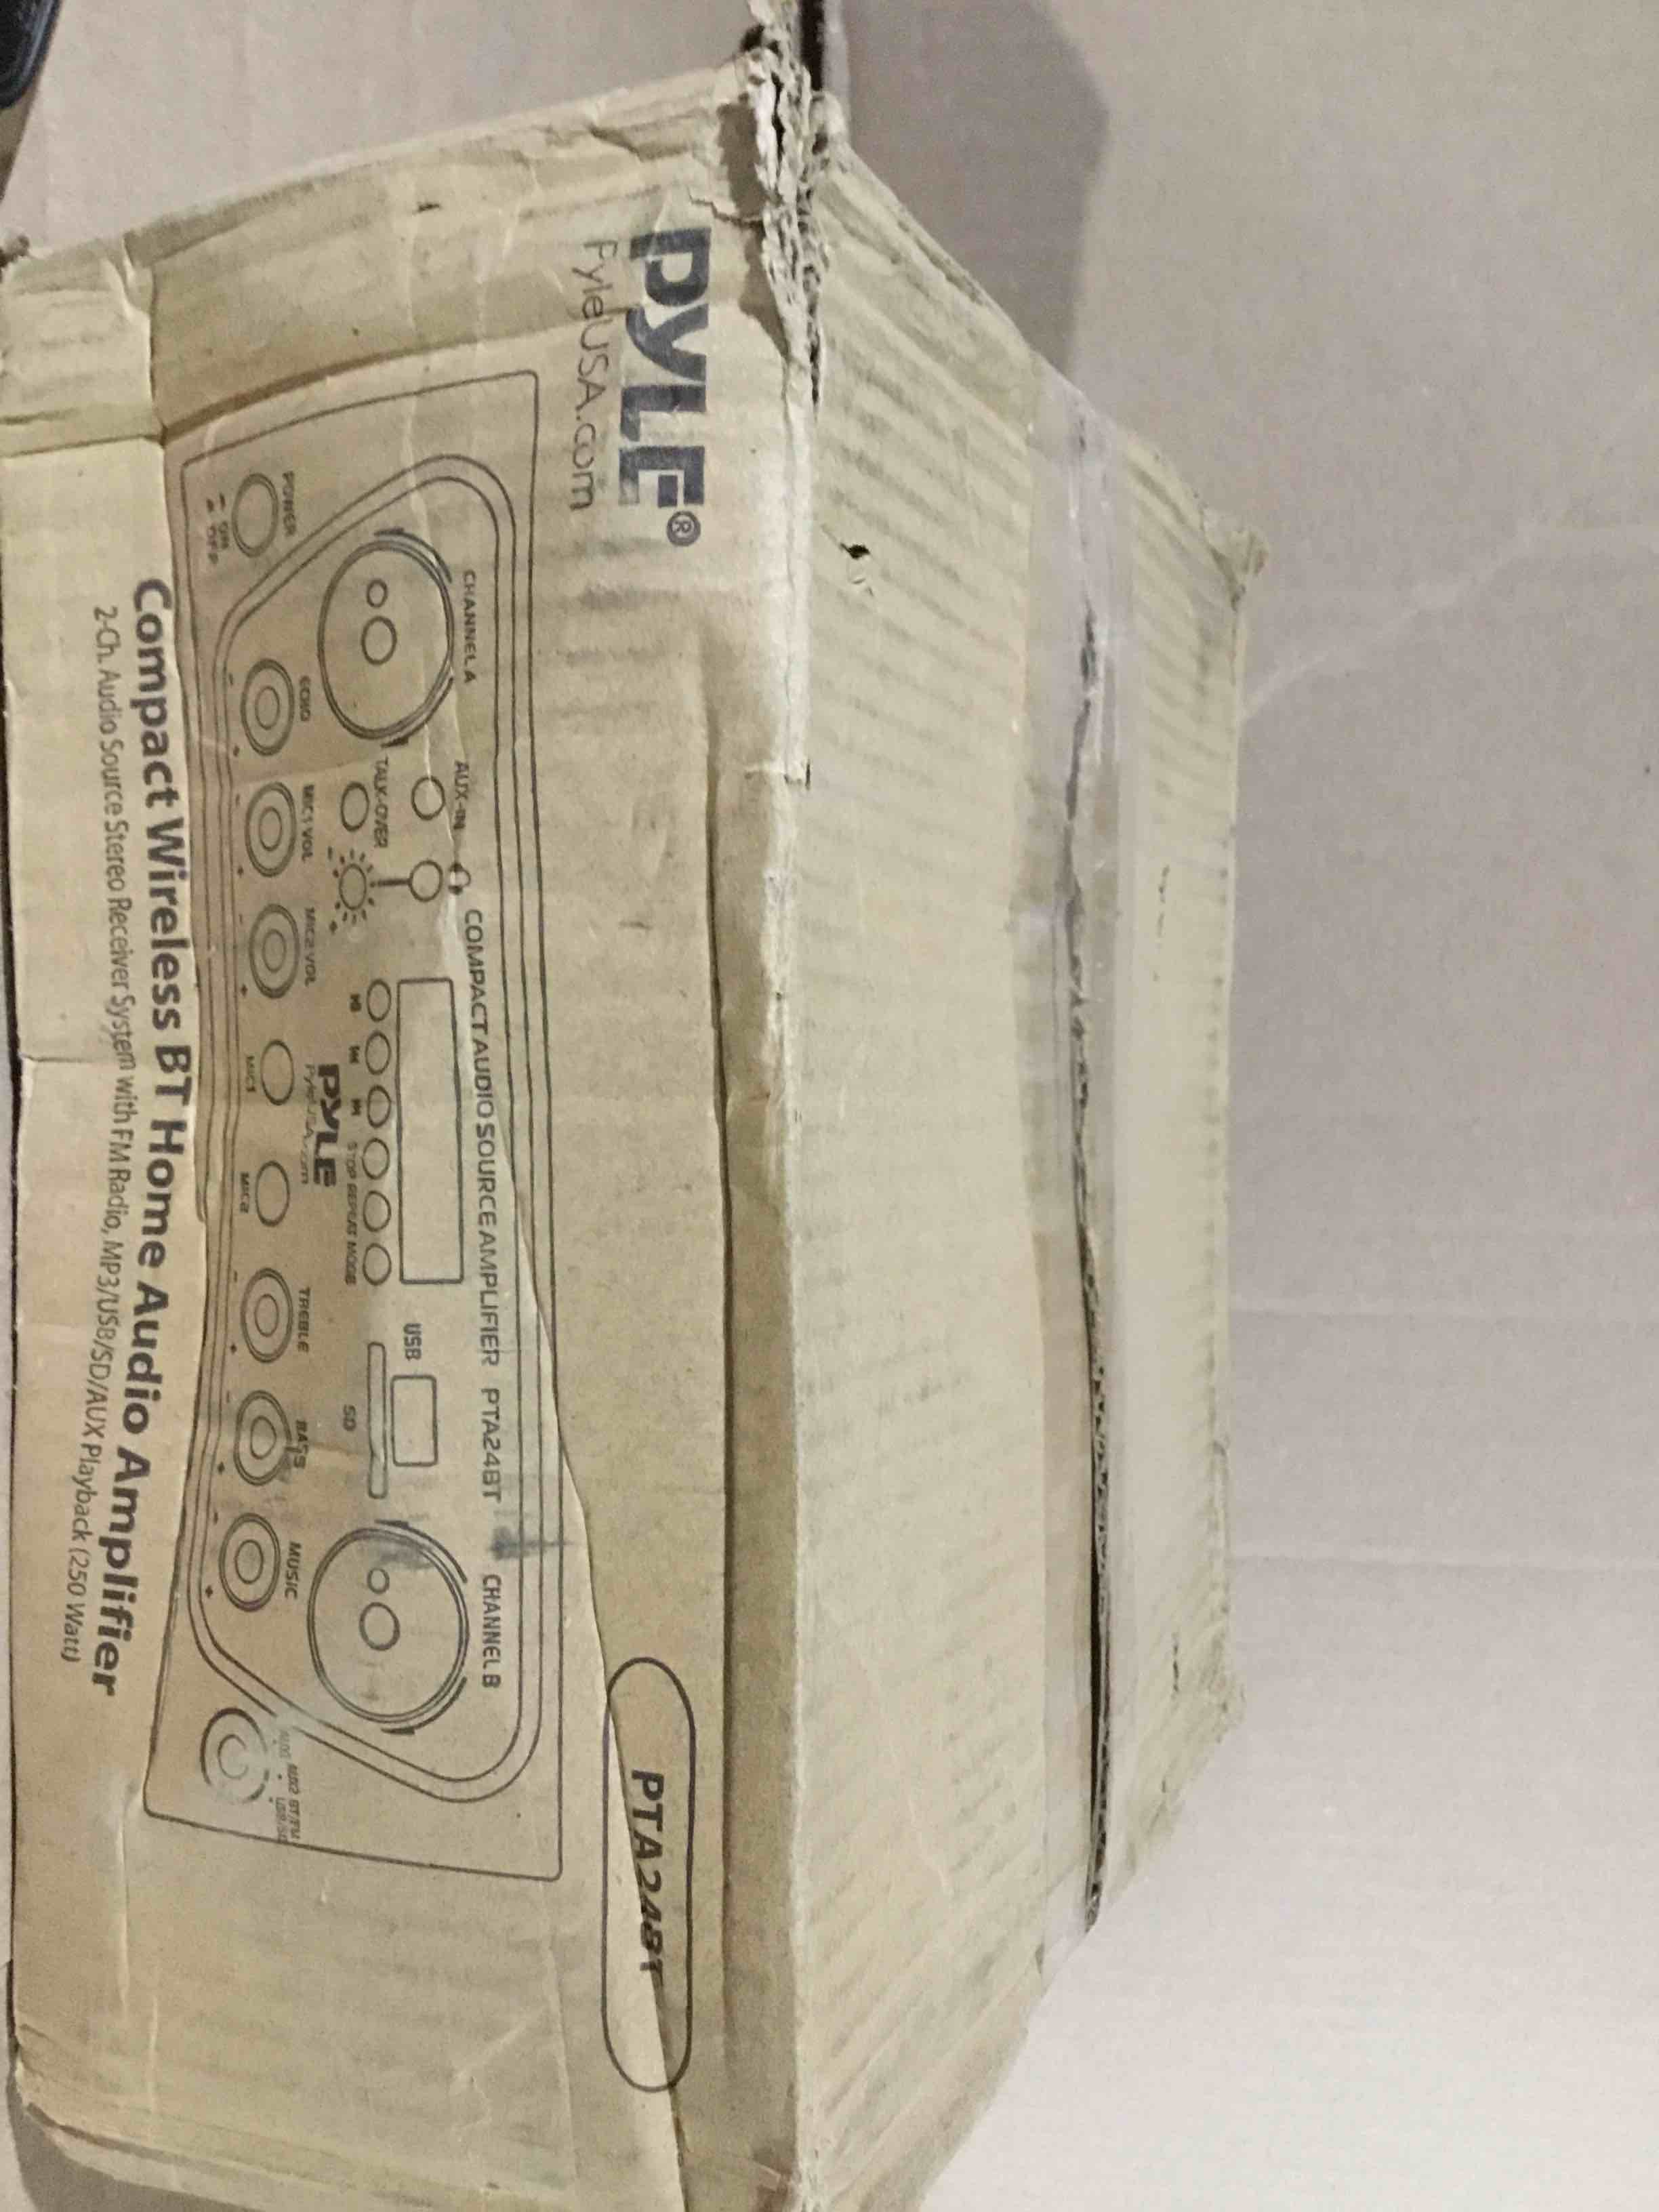 PYLE®
PyleUSA.com
PTA24BT
CHANNEL A
AUX-IN
COMPACT AUDIO SOURCE AMPLIFIER PTA24BT
CHANNEL B
TALK-OVER
USB
STOP REPEAT MODE
SD
PYLE
POWER
ON
OFF
ECHO
MIC1 VOL
MIC2 VOL
MIC1
MIC2
TREBLE
BASS
MUSIC
BT/FM
Compact Wireless BT Home Audio Amplifier
2-Ch. Audio Source Stereo Receiver System with FM Radio, MP3/USB/SD/AUX Playback (250 Watt)